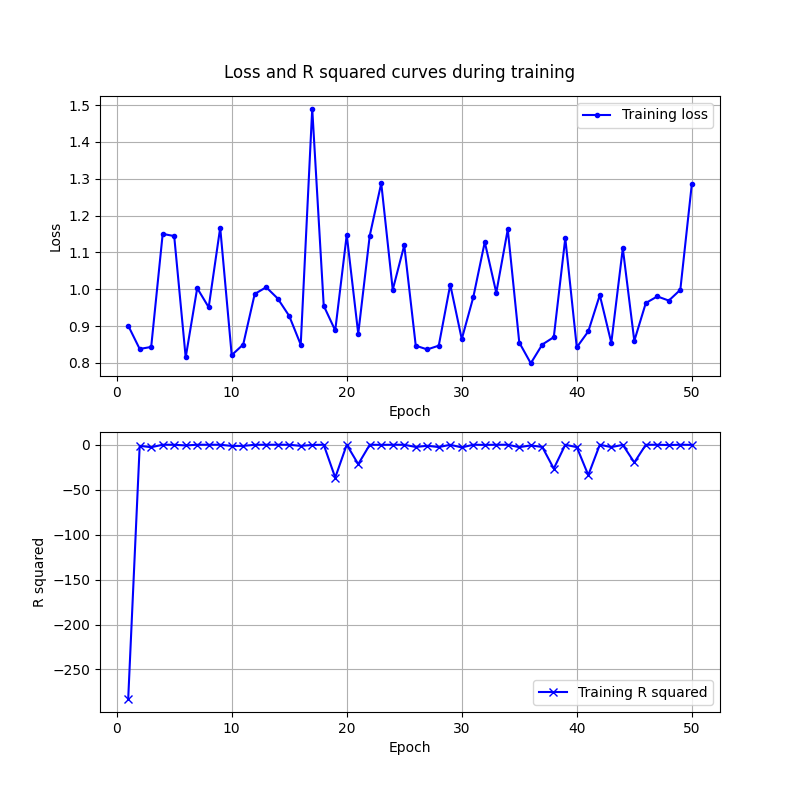 Loss and R squared curves during training
1.5
1.4
1.3
1.2
1.1
1.0
0.9
0.8
Loss
Training loss
0 10 20 30 40 50
Epoch
0
−50
−100
−150
−200
−250
R squared
Training R squared
0 10 20 30 40 50
Epoch